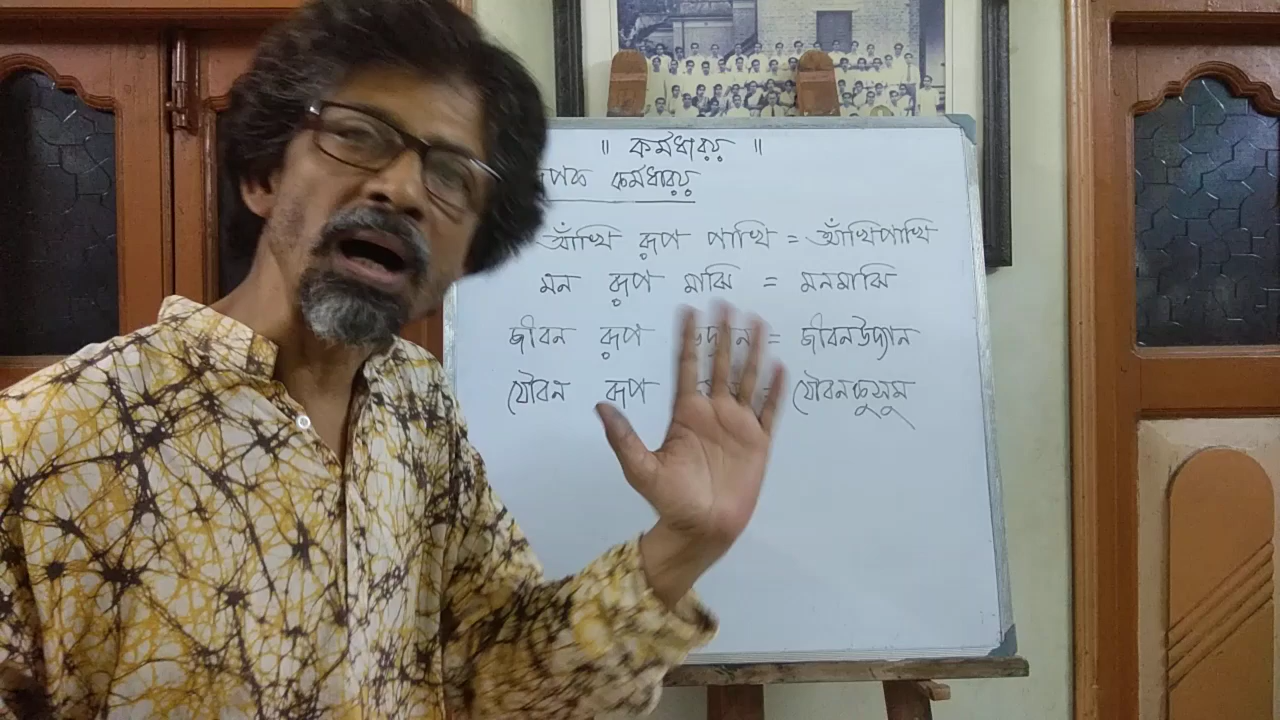 ॥ কর্মধারয় ॥
কর্মধারয়
আঁখি রূপ পাখি = আঁখিপাখি
মন রূপ মাঝি = মনমাঝি
জীবন রূপ = জীবনউদ্যান
যৌবন রূপ = যৌবনকুসুম